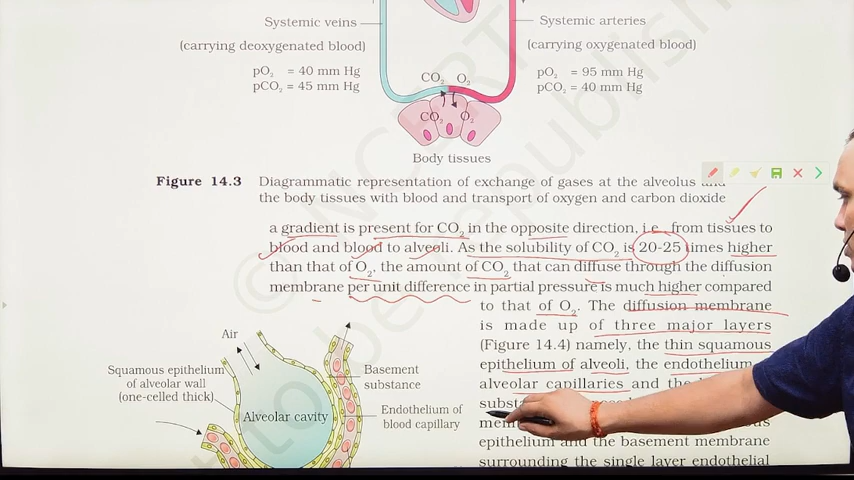 Systemic veins
(carrying deoxygenated blood)
pO₂ = 40 mm Hg
pCO₂ = 45 mm Hg
Systemic arteries
(carrying oxygenated blood)
pO₂ = 95 mm Hg
pCO₂ = 40 mm Hg
CO₂ O₂
CO₂ O₂
Body tissues
Figure 14.3 Diagrammatic representation of exchange of gases at the alveolus and
the body tissues with blood and transport of oxygen and carbon dioxide
a gradient is present for CO₂ in the opposite direction, i.e., from tissues to
blood and blood to alveoli. As the solubility of CO₂ is 20-25 times higher
than that of O₂, the amount of CO₂ that can diffuse through the diffusion
membrane per unit difference in partial pressure is much higher compared
to that of O₂. The diffusion membrane
is made up of three major layers
(Figure 14.4) namely, the thin squamous
epithelium of alveoli, the endothelium
alveolar capillaries and the
epithelium and the basement membrane
surrounding the single layer endothelial
Air
Squamous epithelium
of alveolar wall
(one-celled thick)
Alveolar cavity
Basement
substance
Endothelium of
blood capillary